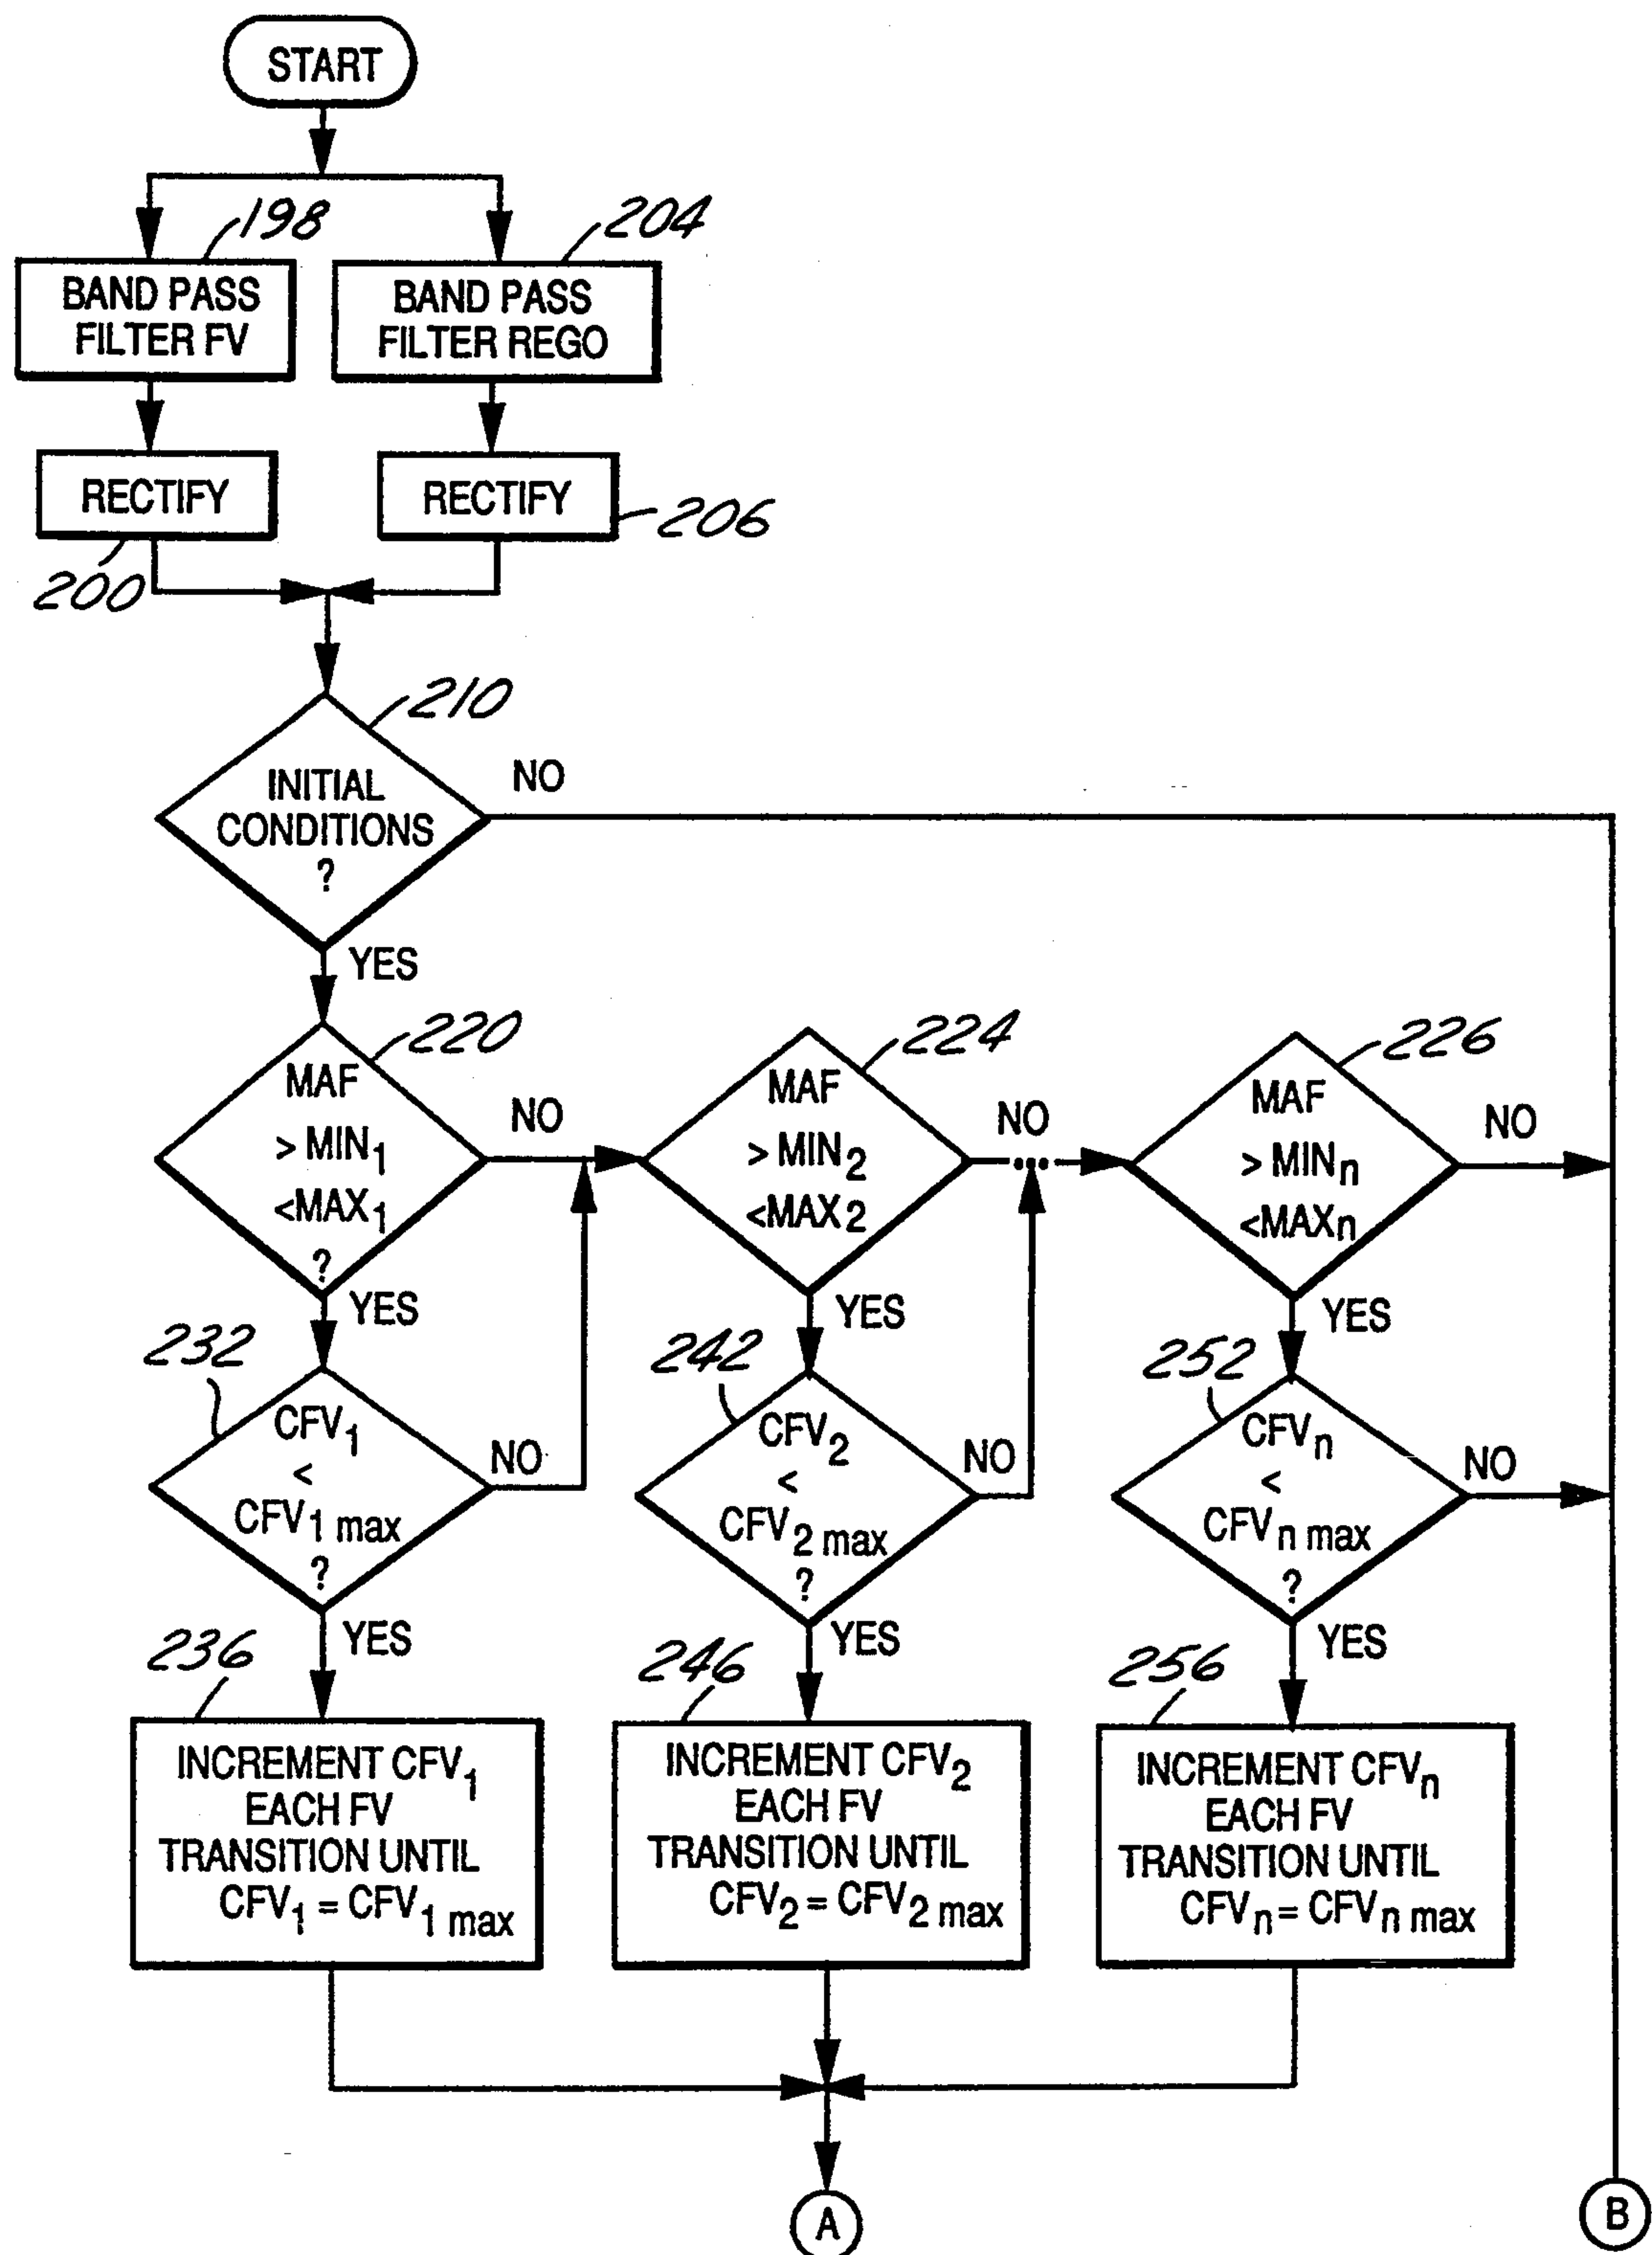 START
198
204
BAND PASS
FILTER FV
BAND PASS
FILTER REGO
RECTIFY
RECTIFY
200
206
210
INITIAL
CONDITIONS
?
NO
YES
220
MAF
> MIN1
<MAX1
?
NO
YES
224
MAF
> MIN2
<MAX2
NO
...
YES
226
MAF
> MINn
<MAXn
NO
YES
232
CFV1
<
CFV1 max
?
NO
YES
242
CFV2
<
CFV2 max
?
NO
YES
252
CFVn
<
CFVn max
?
NO
YES
236
INCREMENT CFV1
EACH FV
TRANSITION UNTIL
CFV1 = CFV1 max
246
INCREMENT CFV2
EACH FV
TRANSITION UNTIL
CFV2 = CFV2 max
256
INCREMENT CFVn
EACH FV
TRANSITION UNTIL
CFVn = CFVn max
A
B